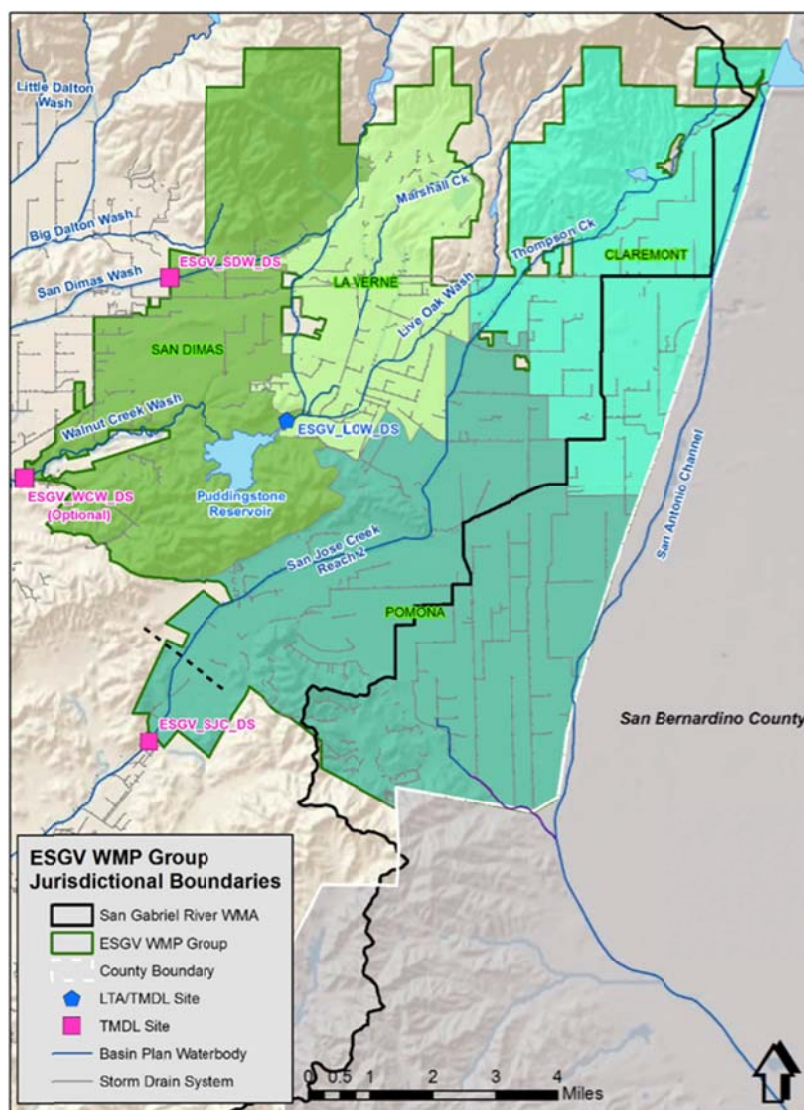 Little Dalton
Wash
Big Dalton Wash
San Dimas Wash
ESGV_SDW_DS
Marshall Ck
Thompson Ck
CLAREMONT
LA VERNE
Live Oak Wash
SAN DIMAS
Walnut Creek Wash
ESGV_LOW_DS
ESGV_WCW_DS
(Optional)
Puddingstone
Reservoir
San Antonio Channel
San Jose Creek
Reach 2
POMONA
ESGV_SJC_DS
San Bernardino County
ESGV WMP Group
Jurisdictional Boundaries
San Gabriel River WMA
ESGV WMP Group
County Boundary
LTA/TMDL Site
TMDL Site
Basin Plan Waterbody
Storm Drain System
0 0.5 1 2 3 4
Miles